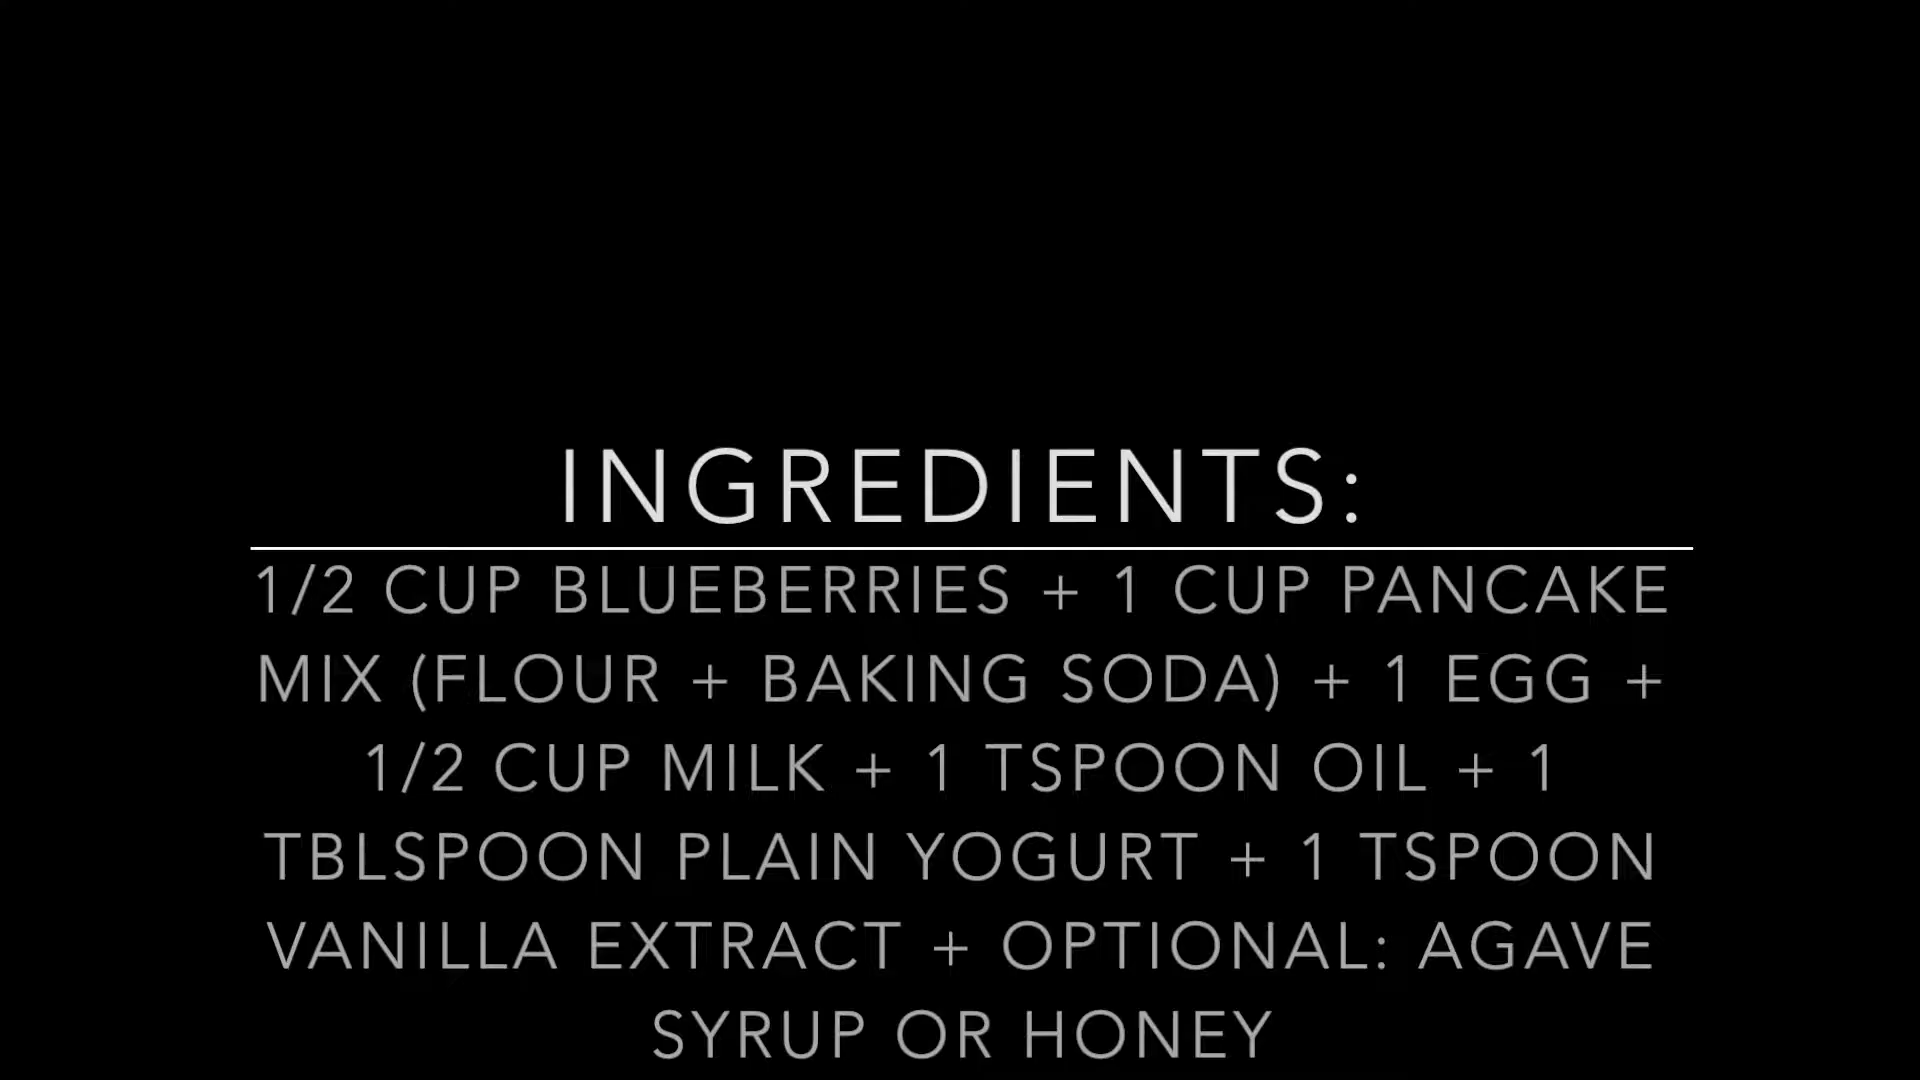 INGREDIENTS:
1/2 CUP BLUEBERRIES + 1 CUP PANCAKE
MIX (FLOUR + BAKING SODA) + 1 EGG +
1/2 CUP MILK + 1 TSPOON OIL + 1
TBLSPOON PLAIN YOGURT + 1 TSPOON
VANILLA EXTRACT + OPTIONAL: AGAVE
SYRUP OR HONEY